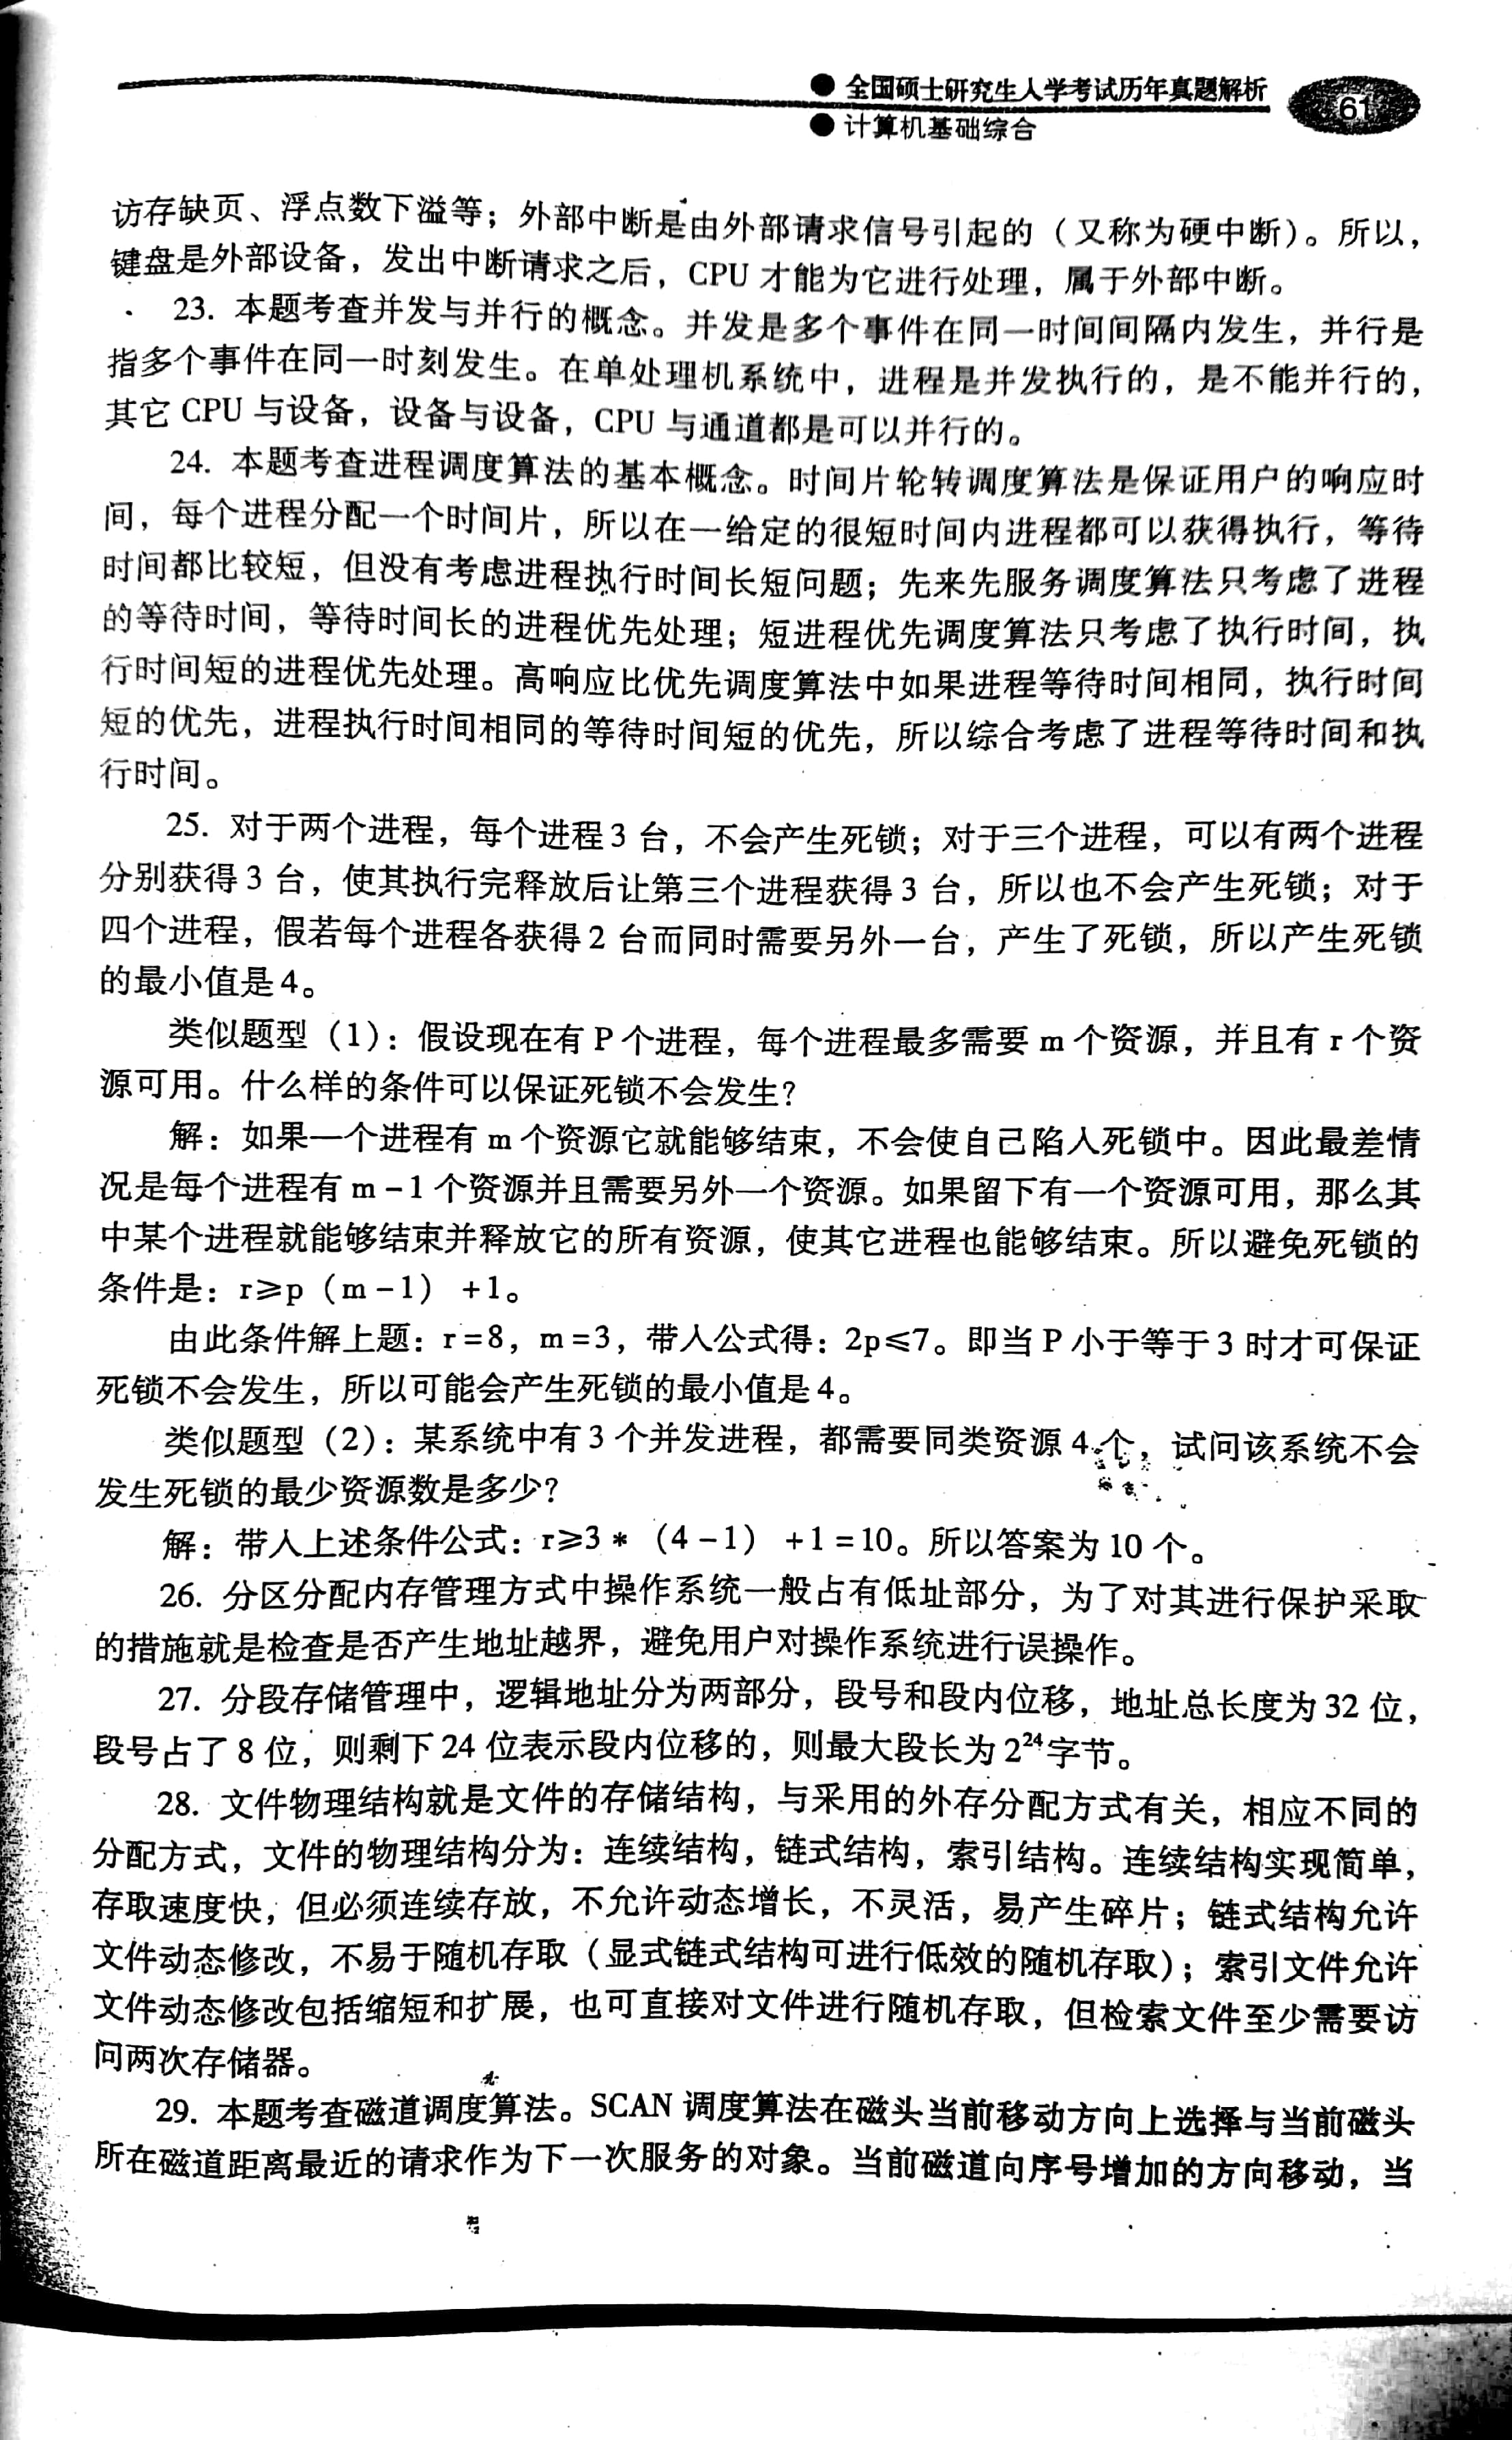 全国硕士研究生入学考试历年真题解析
61
计算机基础综合
访存缺页、浮点数下溢等；外部中断是由外部请求信号引起的（又称为硬中断）。所以，
键盘是外部设备，发出中断请求之后，CPU 才能为它进行处理，属于外部中断。
23. 本题考查并发与并行的概念。并发是多个事件在同一时间间隔内发生，并行是
指多个事件在同一时刻发生。在单处理机系统中，进程是并发执行的，是不能并行的，
其它 CPU 与设备，设备与设备，CPU 与通道都是可以并行的。
24. 本题考查进程调度算法的基本概念。时间片轮转调度算法是保证用户的响应时
间，每个进程分配一个时间片，所以在一给定的很短时间内进程都可以获得执行，等待
时间都比较短，但没有考虑进程执行时间长短问题；先来先服务调度算法只考虑了进程
的等待时间，等待时间长的进程优先处理；短进程优先调度算法只考虑了执行时间，执
行时间短的进程优先处理。高响应比优先调度算法中如果进程等待时间相同，执行时间
短的优先，进程执行时间相同的等待时间短的优先，所以综合考虑了进程等待时间和执
行时间。
25. 对于两个进程，每个进程 3 台，不会产生死锁；对于三个进程，可以有两个进程
分别获得 3 台，使其执行完释放后让第三个进程获得 3 台，所以也不会产生死锁；对于
四个进程，假若每个进程各获得 2 台而同时需要另外一台，产生了死锁，所以产生死锁
的最小值是 4。
类似题型（1）：假设现在有 P 个进程，每个进程最多需要 m 个资源，并且有 r 个资
源可用。什么样的条件可以保证死锁不会发生？
解：如果一个进程有 m 个资源它就能够结束，不会使自己陷入死锁中。因此最差情
况是每个进程有 m－1 个资源并且需要另外一个资源。如果留下有一个资源可用，那么其
中某个进程就能够结束并释放它的所有资源，使其它进程也能够结束。所以避免死锁的
条件是：r≥p（m－1）+1。
由此条件解上题：r=8，m=3，带入公式得：2p≤7。即当 P 小于等于 3 时才可保证
死锁不会发生，所以可能会产生死锁的最小值是 4。
类似题型（2）：某系统中有 3 个并发进程，都需要同类资源 4 个，试问该系统不会
发生死锁的最少资源数是多少？
解：带入上述条件公式：r≥3＊（4－1）+1=10。所以答案为 10 个。
26. 分区分配内存管理方式中操作系统一般占有低址部分，为了对其进行保护采取
的措施就是检查是否产生地址越界，避免用户对操作系统进行误操作。
27. 分段存储管理中，逻辑地址分为两部分，段号和段内位移，地址总长度为 32 位，
段号占了 8 位，则剩下 24 位表示段内位移的，则最大段长为 2²⁴字节。
28. 文件物理结构就是文件的存储结构，与采用的外存分配方式有关，相应不同的
分配方式，文件的物理结构分为：连续结构，链式结构，索引结构。连续结构实现简单，
存取速度快，但必须连续存放，不允许动态增长，不灵活，易产生碎片；链式结构允许
文件动态修改，不易于随机存取（显式链式结构可进行低效的随机存取）；索引文件允许
文件动态修改包括缩短和扩展，也可直接对文件进行随机存取，但检索文件至少需要访
问两次存储器。
29. 本题考查磁道调度算法。SCAN 调度算法在磁头当前移动方向上选择与当前磁头
所在磁道距离最近的请求作为下一次服务的对象。当前磁道向序号增加的方向移动，当